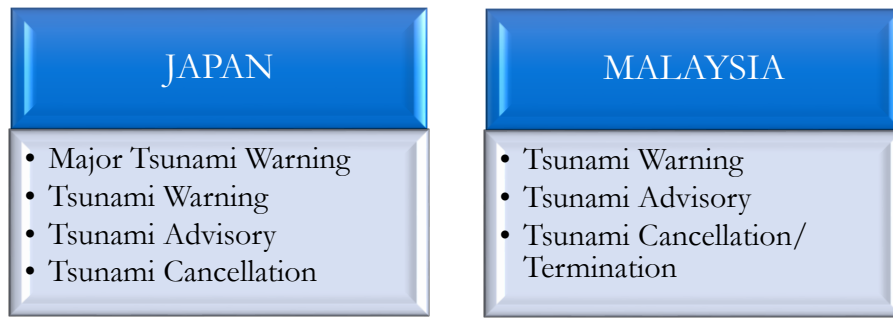 JAPAN
• Major Tsunami Warning
• Tsunami Warning
• Tsunami Advisory
• Tsunami Cancellation
MALAYSIA
• Tsunami Warning
• Tsunami Advisory
• Tsunami Cancellation/
Termination